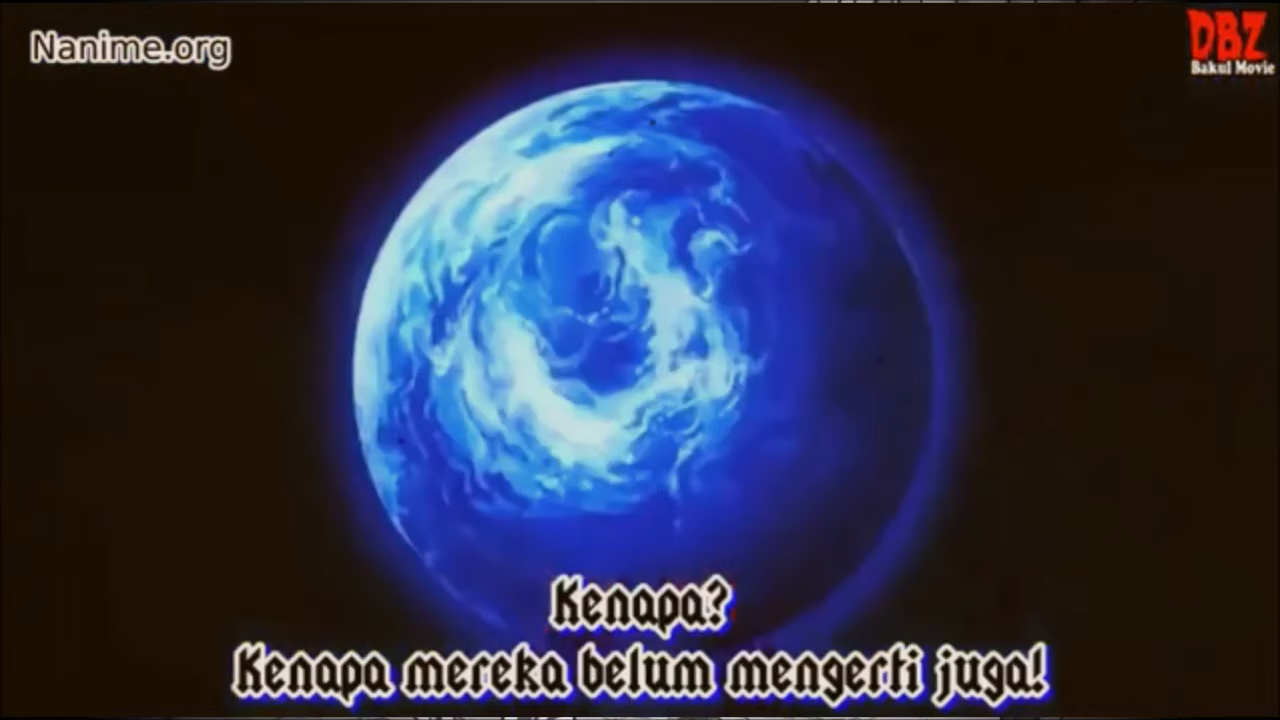 Nanime.org
DBZ
Bakul Movie
Kenapa?
Kenapa mereka belum mengerti juga!